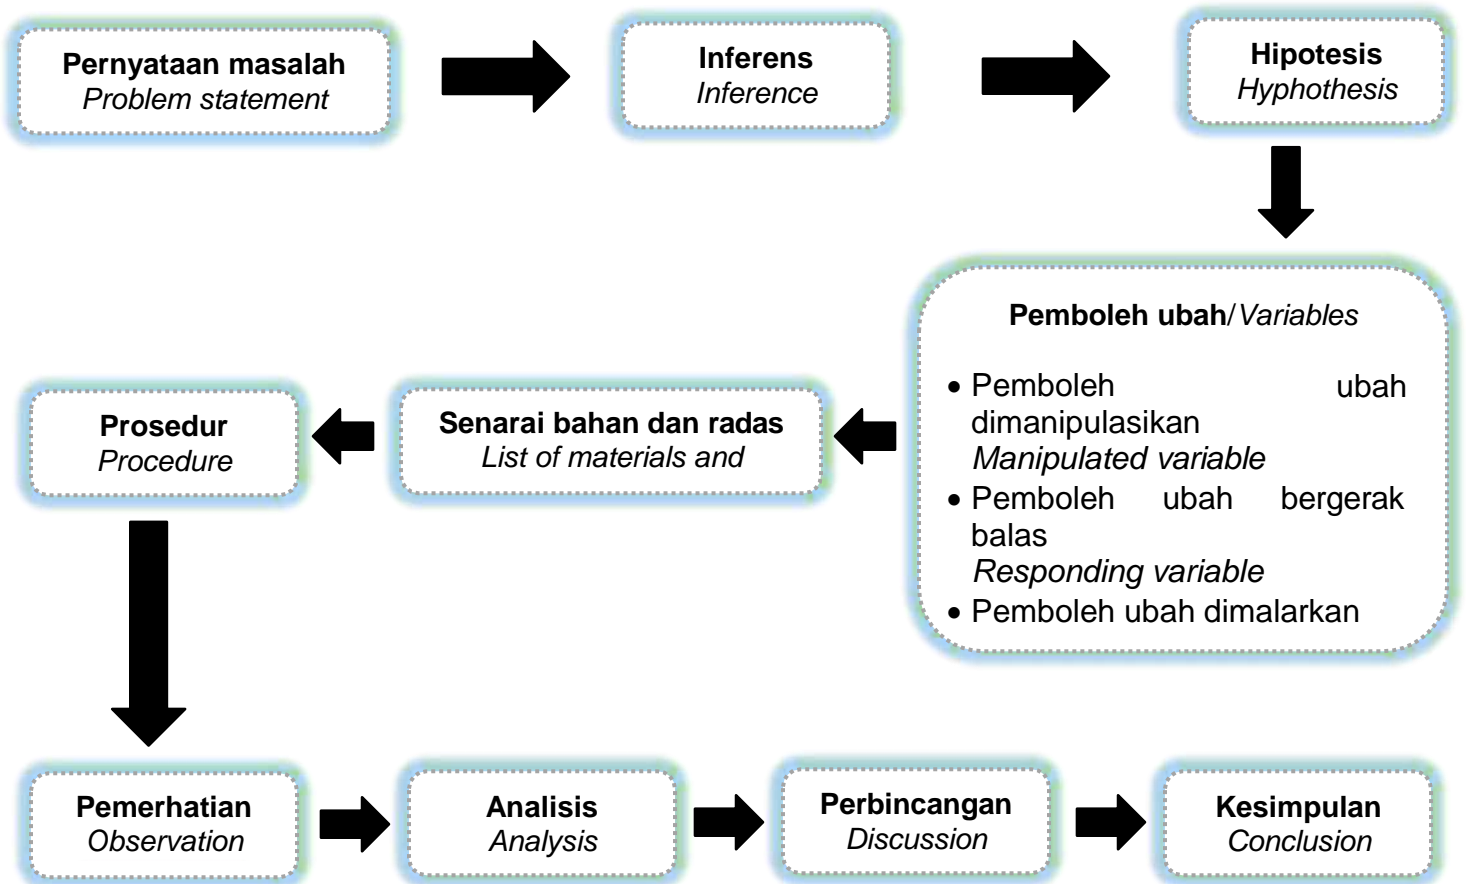 Pernyataan masalah
Problem statement
Inferens
Inference
Hipotesis
Hyphothesis
Pemboleh ubah/Variables
• Pemboleh ubah
dimanipulasikan
Manipulated variable
• Pemboleh ubah bergerak
balas
Responding variable
• Pemboleh ubah dimalarkan
Senarai bahan dan radas
List of materials and
Prosedur
Procedure
Pemerhatian
Observation
Analisis
Analysis
Perbincangan
Discussion
Kesimpulan
Conclusion